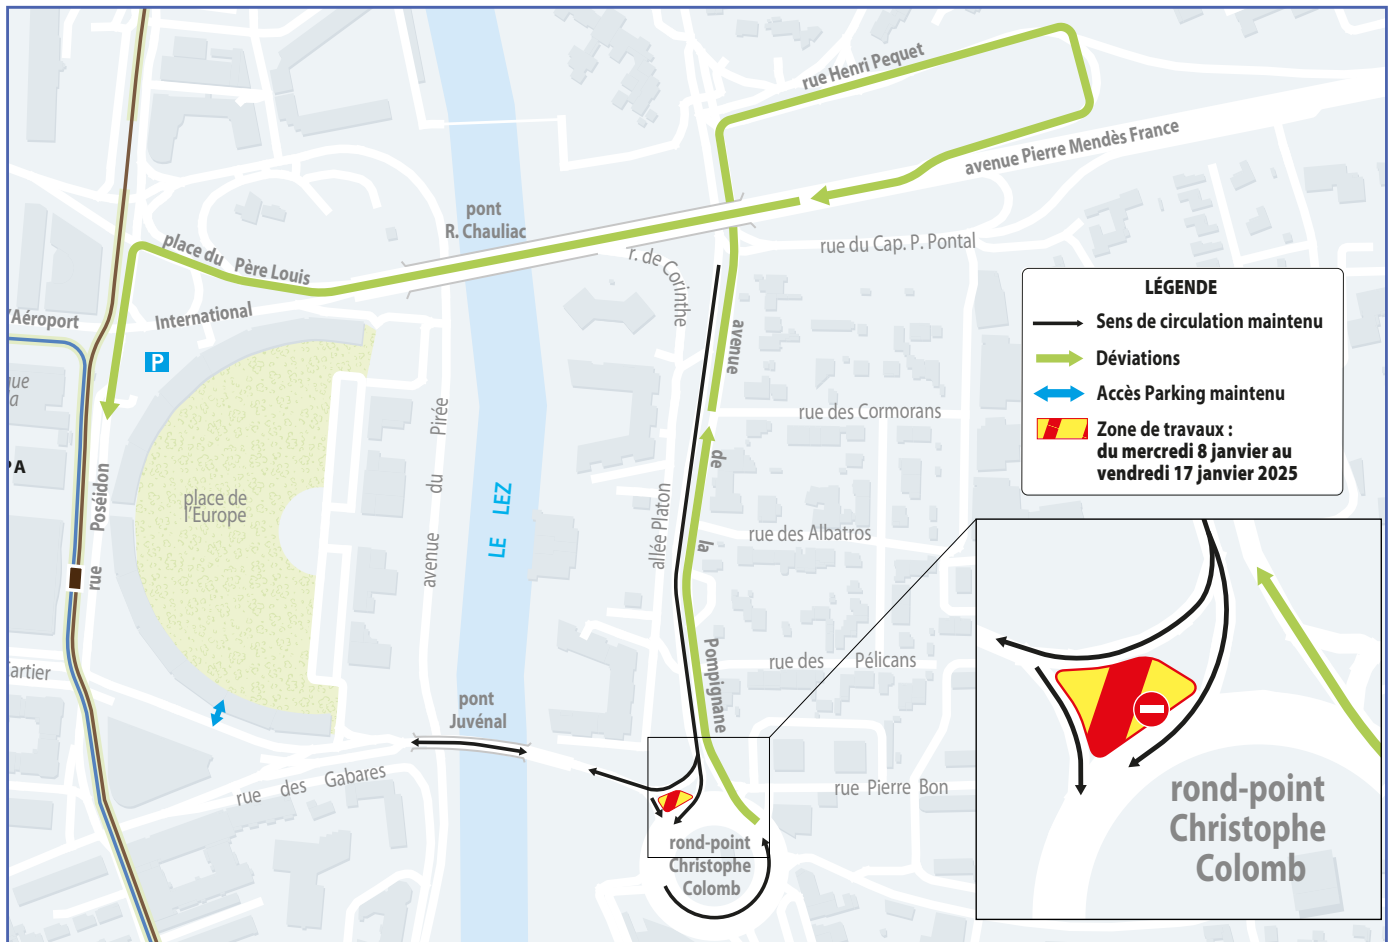 rue Henri Pequet
avenue Pierre Mendès France
pont
R. Chauliac
place du Père Louis
r. de Corinthe
rue du Cap. P. Pontal
'Aéroport
International
P
LÉGENDE
Sens de circulation maintenu
Déviations
Accès Parking maintenu
Zone de travaux :
du mercredi 8 janvier au
vendredi 17 janvier 2025
avenue de la Pompignane
rue des Cormorans
avenue du Pirée
PA
rue Poséidon
place de
l'Europe
LE LEZ
allée Platon
rue des Albatros
rue des Pélicans
artier
pont
Juvénal
rue des Gabares
rue Pierre Bon
rond-point
Christophe
Colomb
rond-point
Christophe
Colomb